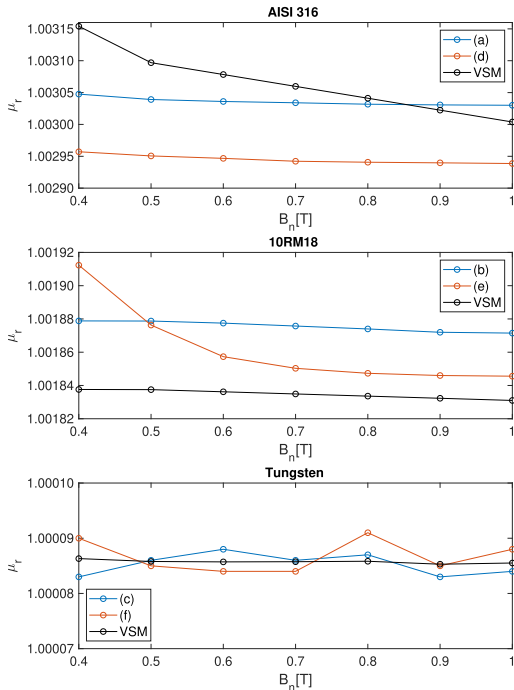 AISI 316
1.00315
1.00310
1.00305
1.00300
1.00295
1.00290
μr
(a)
(d)
VSM
0.4 0.5 0.6 0.7 0.8 0.9 1
Bn[T]
10RM18
1.00192
1.00190
1.00188
1.00186
1.00184
1.00182
μr
(b)
(e)
VSM
0.4 0.5 0.6 0.7 0.8 0.9 1
Bn[T]
Tungsten
1.00010
1.00009
1.00008
1.00007
μr
(c)
(f)
VSM
0.4 0.5 0.6 0.7 0.8 0.9 1
Bn[T]